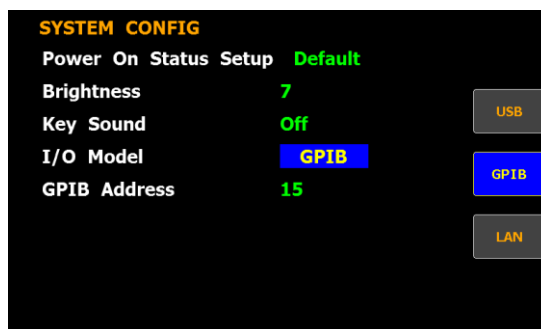 SYSTEM CONFIG
Power On Status Setup Default
Brightness 7
Key Sound Off
I/O Model GPIB
GPIB Address 15
USB
GPIB
LAN